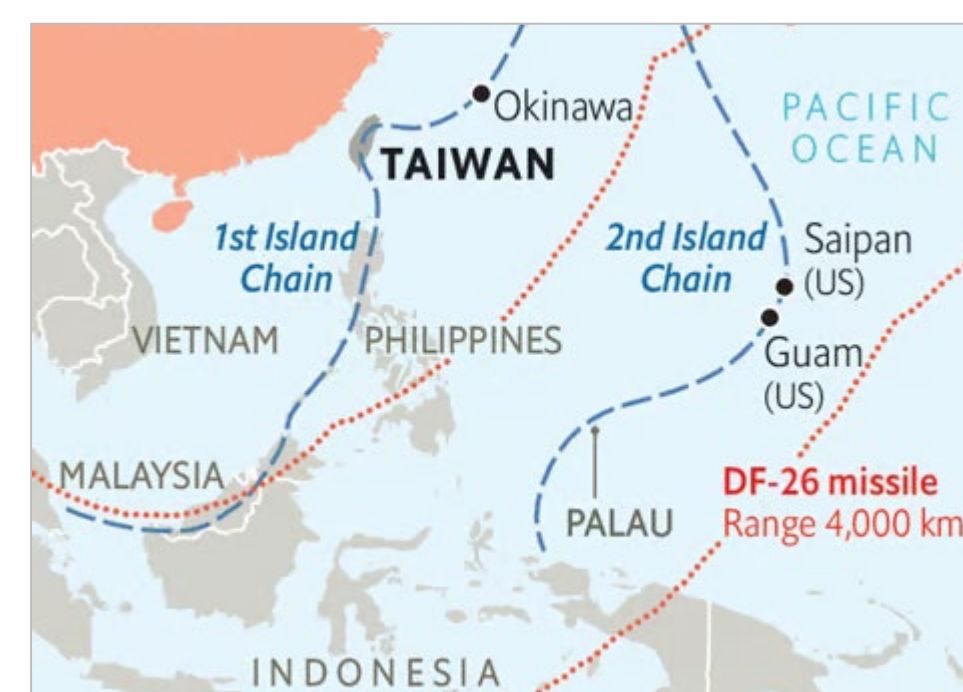 Okinawa
PACIFIC
OCEAN
TAIWAN
1st Island
Chain
2nd Island
Chain
Saipan
(US)
VIETNAM
PHILIPPINES
Guam
(US)
MALAYSIA
DF-26 missile
Range 4,000 km
PALAU
INDONESIA